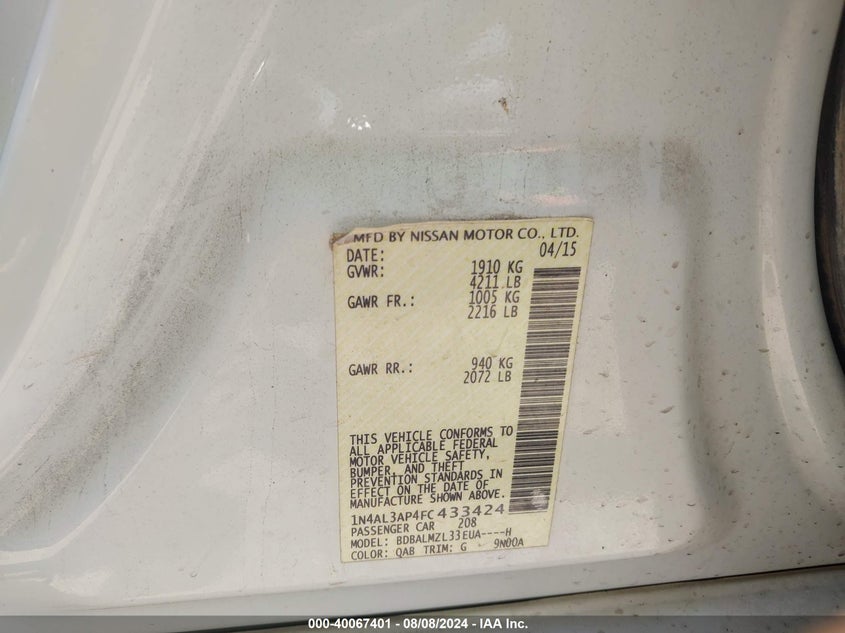 MFD BY NISSAN MOTOR CO., LTD.
DATE: 04/15
GVWR: 1910 KG
4211 LB
GAWR FR.: 1005 KG
2216 LB
GAWR RR.: 940 KG
2072 LB
THIS VEHICLE CONFORMS TO
ALL APPLICABLE FEDERAL
MOTOR VEHICLE SAFETY,
BUMPER, AND THEFT
PREVENTION STANDARDS IN
EFFECT ON THE DATE OF
MANUFACTURE SHOWN ABOVE.
1N4AL3AP4FC433424
PASSENGER CAR 208
MODEL: BDBALMZL33EUA----H
COLOR: QAB TRIM: G 9N00A
000-40067401 - 08/08/2024 - IAA Inc.